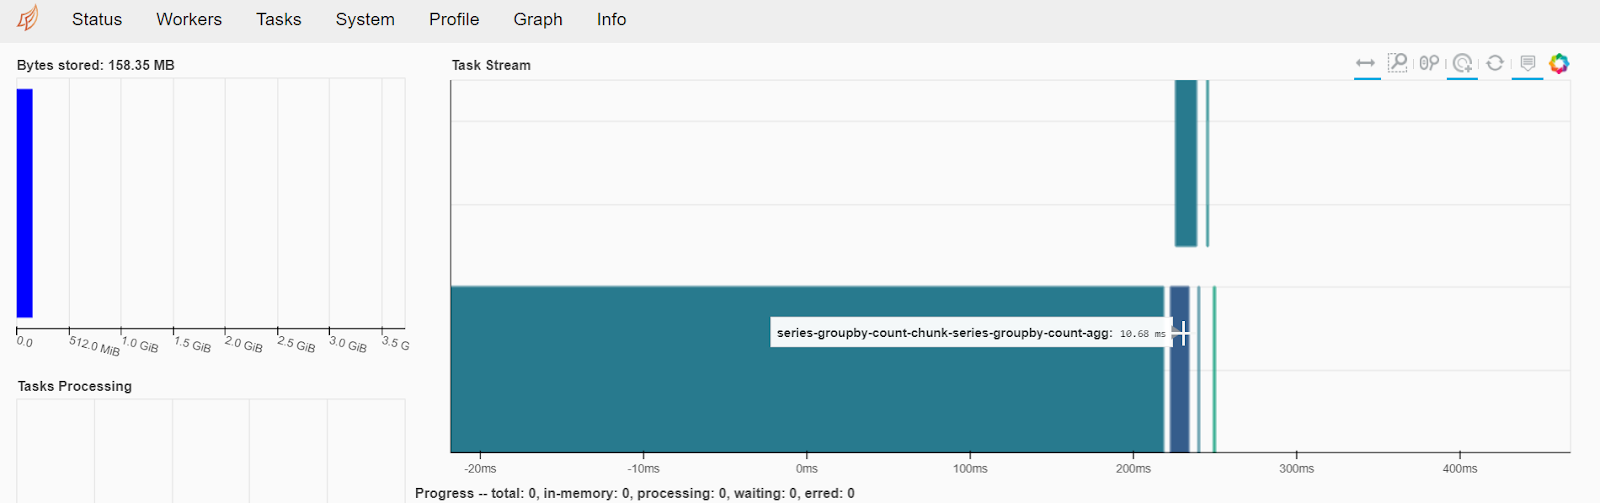 Status Workers Tasks System Profile Graph Info
Bytes stored: 158.35 MB
0.0 512.0 MiB 1.0 GiB 1.5 GiB 2.0 GiB 2.5 GiB 3.0 GiB 3.5 G
Tasks Processing
Task Stream
series-groupby-count-chunk-series-groupby-count-agg: 10.68 ms
-20ms -10ms 0ms 100ms 200ms 300ms 400ms
Progress -- total: 0, in-memory: 0, processing: 0, waiting: 0, erred: 0